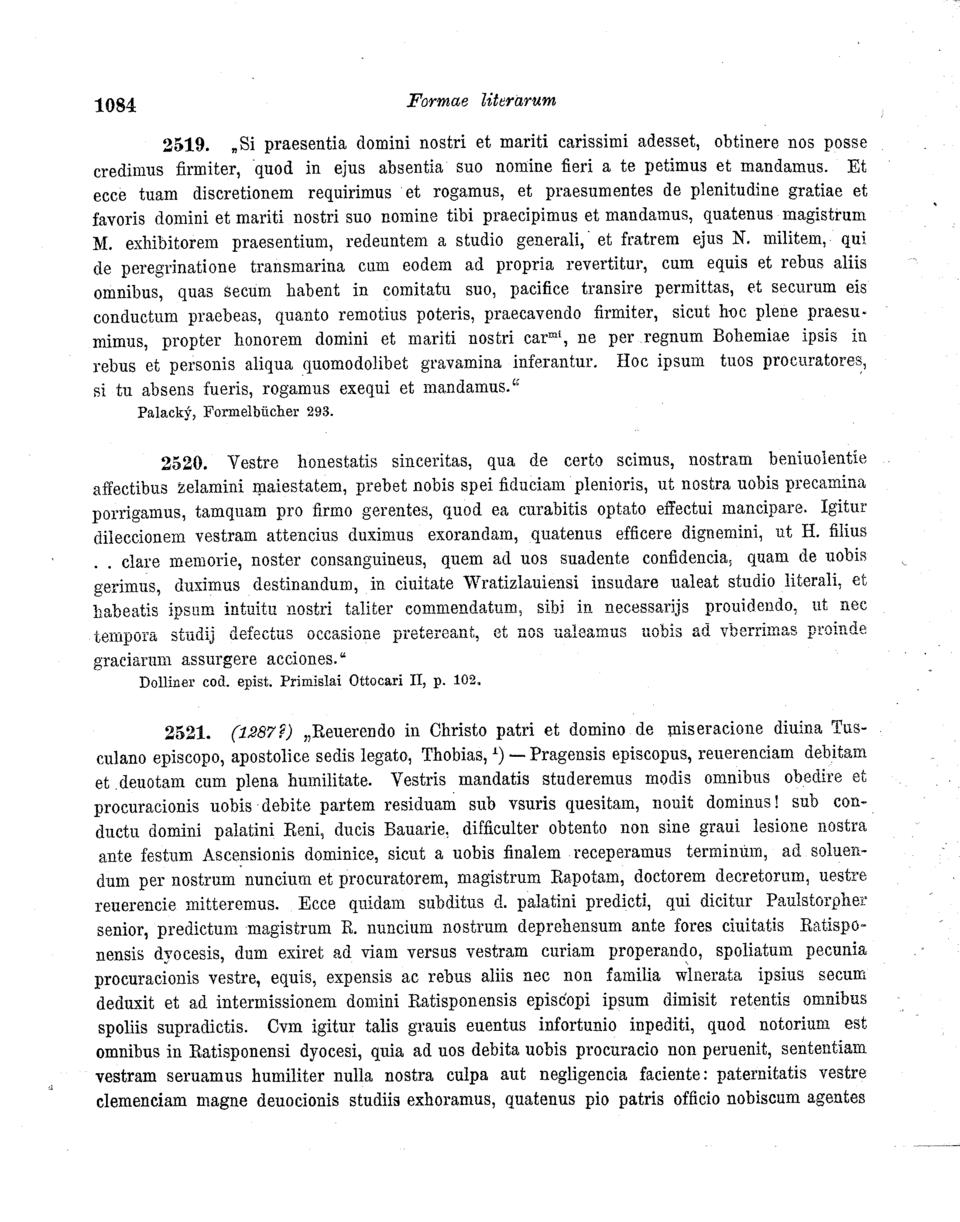 1084
Formae literarum
2519. „Si praesentia domini nostri et mariti carissimi adesset, obtinere nos posse
credimus firmiter, quod in ejus absentia suo nomine fieri a te petimus et mandamus. Et
ecce tuam discretionem requirimus et rogamus, et praesumentes de plenitudine gratiae et
favoris domini et mariti nostri suo nomine tibi praecipimus et mandamus, quatenus magistrum
M. exhibitorem praesentium, redeuntem a studio generali, et fratrem ejus N. militem, qui
de peregrinatione transmarina cum eodem ad propria revertitur, cum equis et rebus aliis
omnibus, quas secum habent in comitatu suo, pacifice transire permittas, et securum eis
conductum praebeas, quanto remotius poteris, praecavendo firmiter, sicut hoc plene praesu-
mimus, propter honorem domini et mariti nostri carᵐⁱ, ne per regnum Bohemiae ipsis in
rebus et personis aliqua quomodolibet gravamina inferantur. Hoc ipsum tuos procuratores,
si tu absens fueris, rogamus exequi et mandamus.“
Palacký, Formelbücher 293.
2520. Vestre honestatis sinceritas, qua de certo scimus, nostram beniuolentie
affectibus zelamini maiestatem, prebet nobis spei fiduciam plenioris, ut nostra uobis precamina
porrigamus, tamquam pro firmo gerentes, quod ea curabitis optato effectui mancipare. Igitur
dileccionem vestram attencius duximus exorandam, quatenus efficere dignemini, ut H. filius
. . clare memorie, noster consanguineus, quem ad uos suadente confidencia, quam de uobis
gerimus, duximus destinandum, in ciuitate Wratizlauiensi insudare ualeat studio literali, et
habeatis ipsum intuitu nostri taliter commendatum, sibi in necessarijs prouidendo, ut nec
tempora studij defectus occasione pretereant, et nos ualeamus uobis ad vberrimas proinde
graciarum assurgere acciones.“
Dolliner cod. epist. Primislai Ottocari II, p. 102.
2521. (1287?) „Reuerendo in Christo patri et domino de miseracione diuina Tus-
culano episcopo, apostolice sedis legato, Thobias, ¹) — Pragensis episcopus, reuerenciam debitam
et deuotam cum plena humilitate. Vestris mandatis studeremus modis omnibus obedire et
procuracionis uobis debite partem residuam sub vsuris quesitam, nouit dominus! sub con-
ductu domini palatini Reni, ducis Bauarie, difficulter obtento non sine graui lesione nostra
ante festum Ascensionis dominice, sicut a uobis finalem receperamus terminum, ad soluen-
dum per nostrum nuncium et procuratorem, magistrum Rapotam, doctorem decretorum, uestre
reuerencie mitteremus. Ecce quidam subditus d. palatini predicti, qui dicitur Paulstorpher
senior, predictum magistrum R. nuncium nostrum deprehensum ante fores ciuitatis Ratispo-
nensis dyocesis, dum exiret ad viam versus vestram curiam properando, spoliatum pecunia
procuracionis vestre, equis, expensis ac rebus aliis nec non familia wlnerata ipsius secum
deduxit et ad intermissionem domini Ratisponensis episcopi ipsum dimisit retentis omnibus
spoliis supradictis. Cvm igitur talis grauis euentus infortunio inpediti, quod notorium est
omnibus in Ratisponensi dyocesi, quia ad uos debita uobis procuracio non peruenit, sententiam
vestram seruamus humiliter nulla nostra culpa aut negligencia faciente: paternitatis vestre
clemenciam magne deuocionis studiis exhoramus, quatenus pio patris officio nobiscum agentes